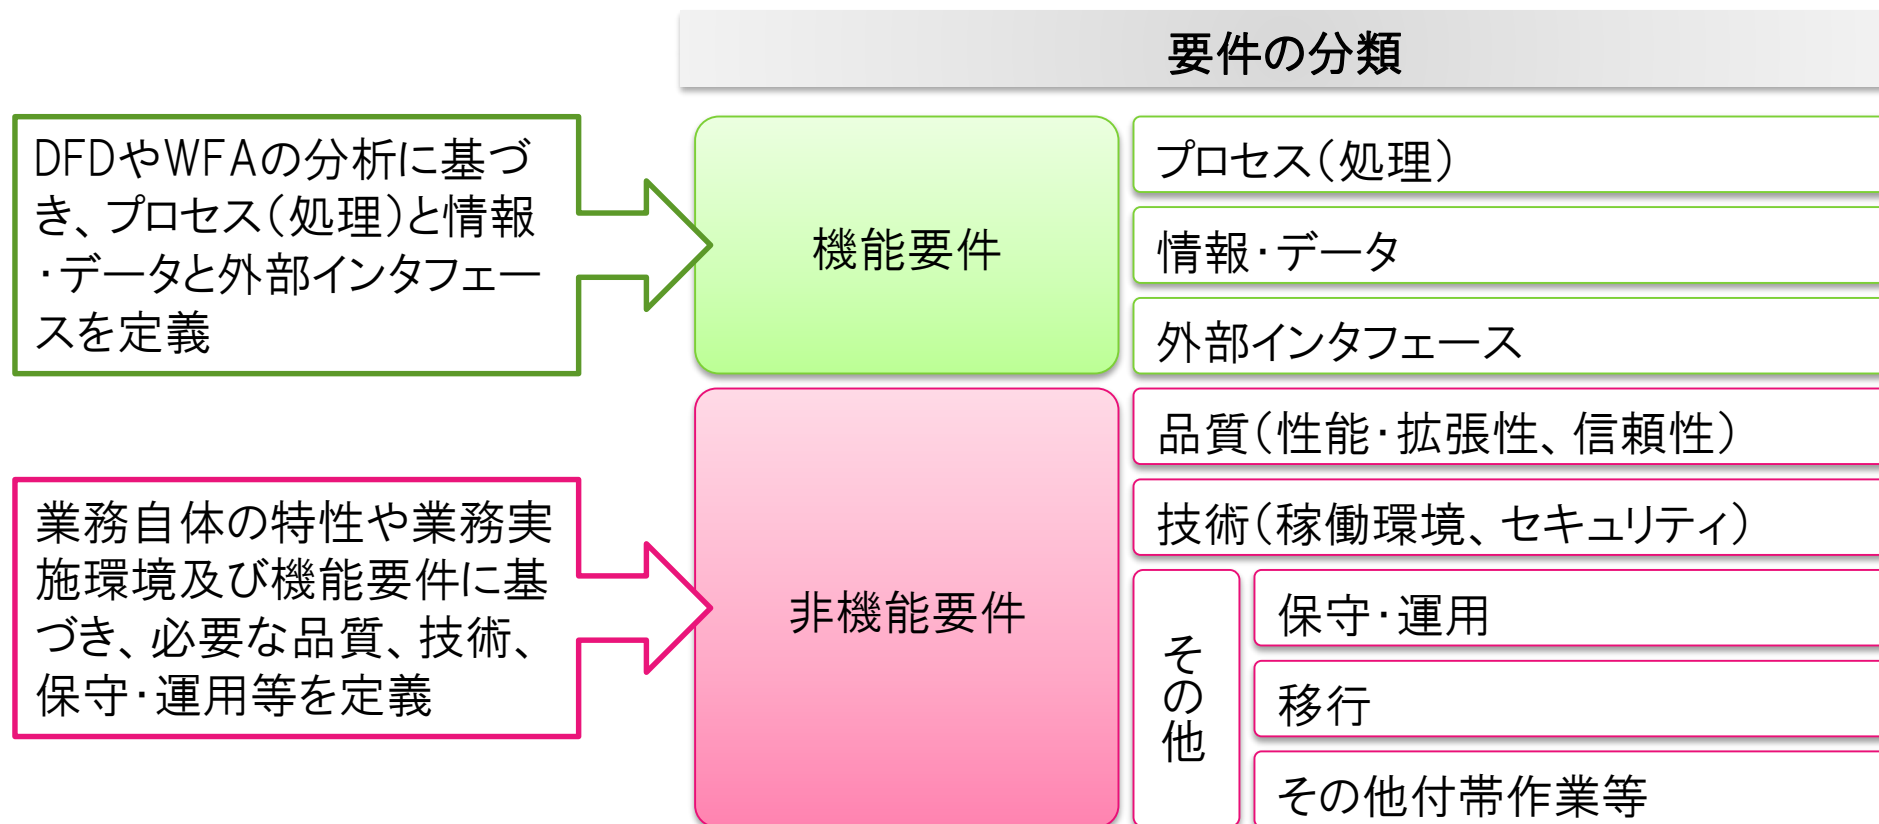 要件の分類
DFDやWFAの分析に基づ
き、プロセス(処理)と情報
・データと外部インタフェー
スを定義
機能要件
プロセス(処理)
情報・データ
外部インタフェース
業務自体の特性や業務実
施環境及び機能要件に基
づき、必要な品質、技術、
保守・運用等を定義
非機能要件
品質(性能・拡張性、信頼性)
技術(稼働環境、セキュリティ)
その他
保守・運用
移行
その他付帯作業等